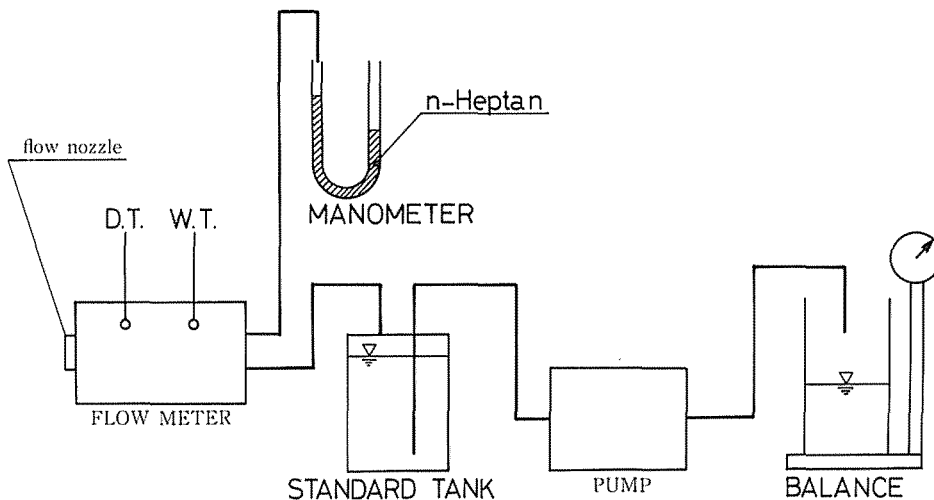 n-Heptan
flow nozzle
MANOMETER
D.T. W.T.
FLOW METER
STANDARD TANK
PUMP
BALANCE